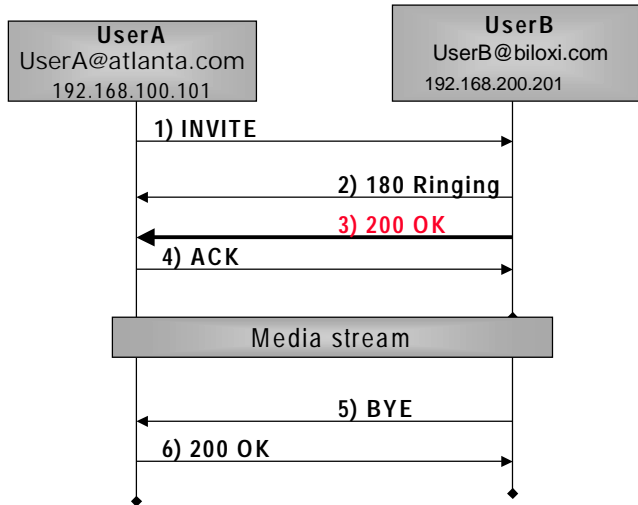 UserA
UserA@atlanta.com
192.168.100.101
UserB
UserB@biloxi.com
192.168.200.201
1) INVITE
2) 180 Ringing
3) 200 OK
4) ACK
Media stream
5) BYE
6) 200 OK